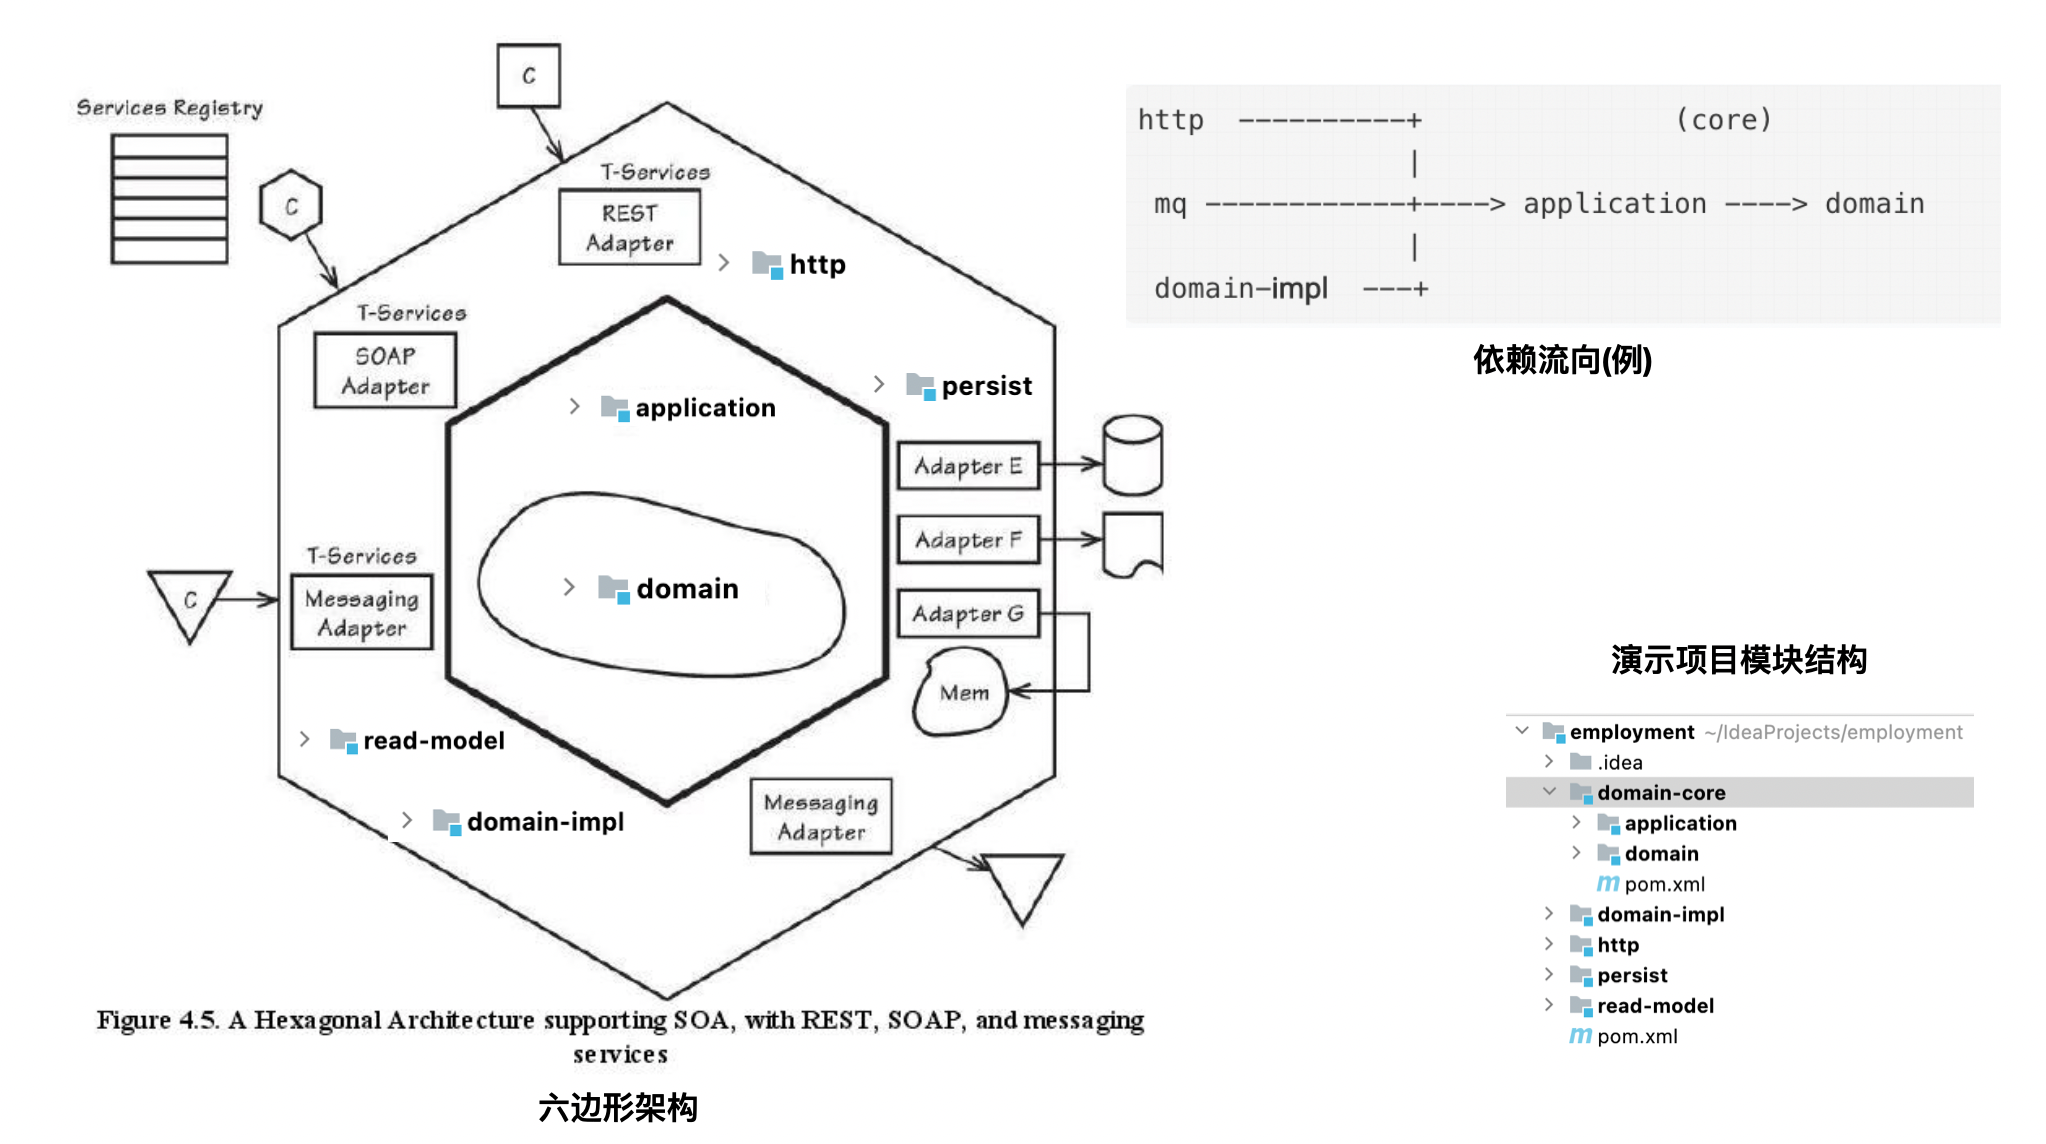 C
Services Registry
C
T-Services
REST
Adapter
http
T-Services
SOAP
Adapter
persist
application
Adapter E
Adapter F
T-Services
Messaging
Adapter
C
domain
Adapter G
Mem
read-model
domain-impl
Messaging
Adapter
Figure 4.5. A Hexagonal Architecture supporting SOA, with REST, SOAP, and messaging
services
六边形架构
http ----------+ (core)
|
mq ------------+----> application ----> domain
|
domain-impl ---+
依赖流向(例)
演示项目模块结构
employment ~/IdeaProjects/employment
.idea
domain-core
application
domain
m pom.xml
domain-impl
http
persist
read-model
m pom.xml